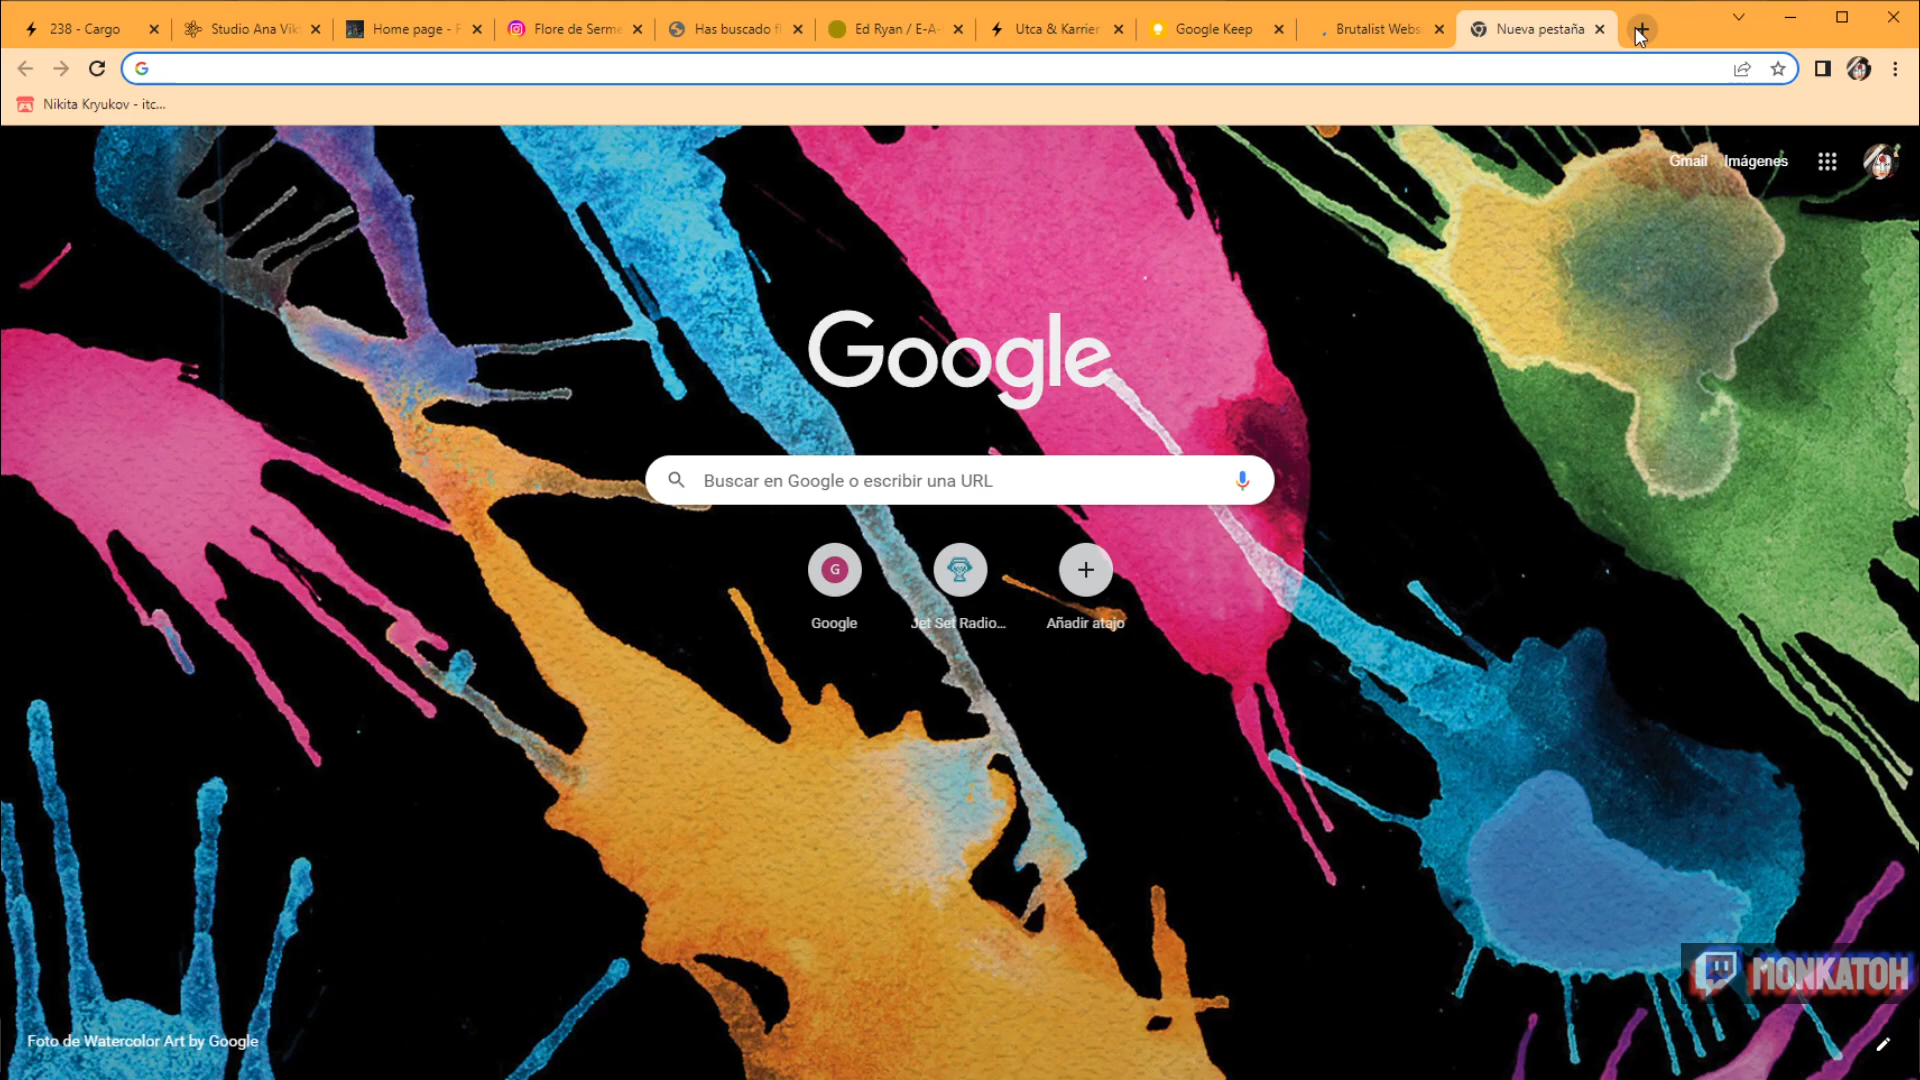 238 - Cargo
Studio Ana Vik
Home page - F
Flore de Serme
Has buscado f
Ed Ryan / E-A-
Utca & Karrier
Google Keep
Brutalist Webs
Nueva pestaña
Nikita Kryukov - itc...
Gmail
Imágenes
Google
Buscar en Google o escribir una URL
G
Google
Jet Set Radio...
Añadir atajo
MONKATOH
Foto de Watercolor Art by Google